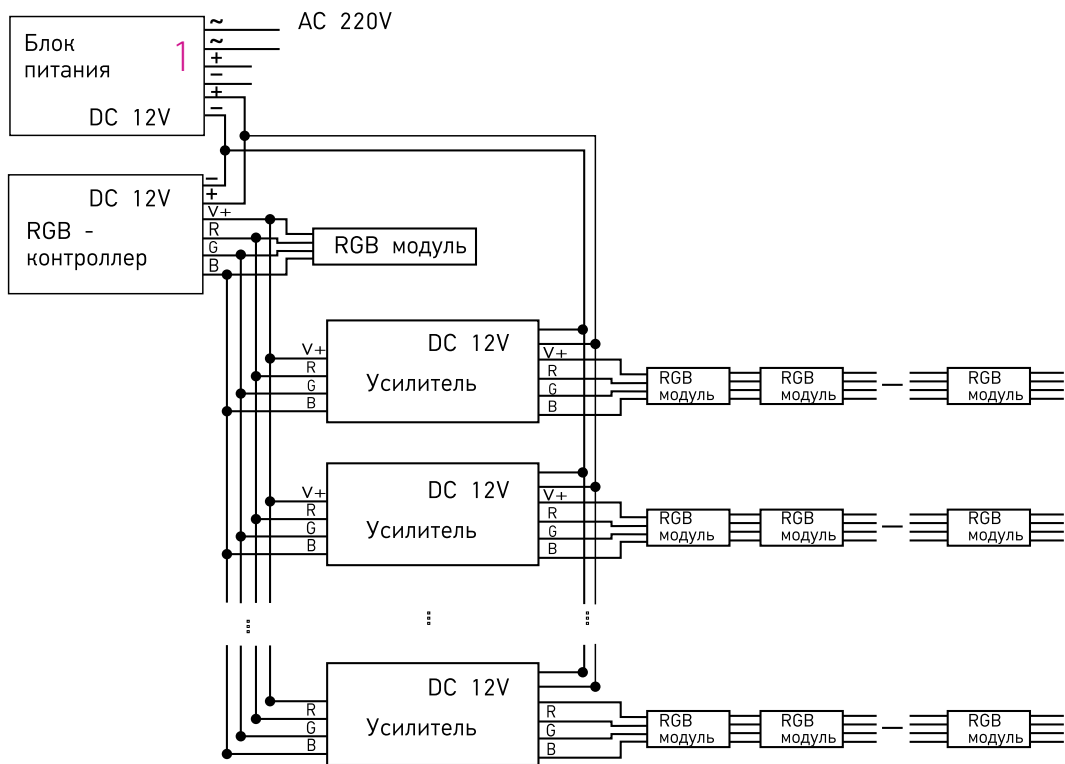 ~
AC 220V
~
Блок
питания
1
+
−
+
−
DC 12V
−
+
DC 12V
V+
R
G
B
RGB -
контроллер
RGB модуль
DC 12V
Усилитель
V+
R
G
B
V+
R
G
B
RGB
модуль
RGB
модуль
—
RGB
модуль
DC 12V
Усилитель
V+
R
G
B
V+
R
G
B
RGB
модуль
RGB
модуль
—
RGB
модуль
DC 12V
Усилитель
R
G
B
R
G
B
RGB
модуль
RGB
модуль
—
RGB
модуль